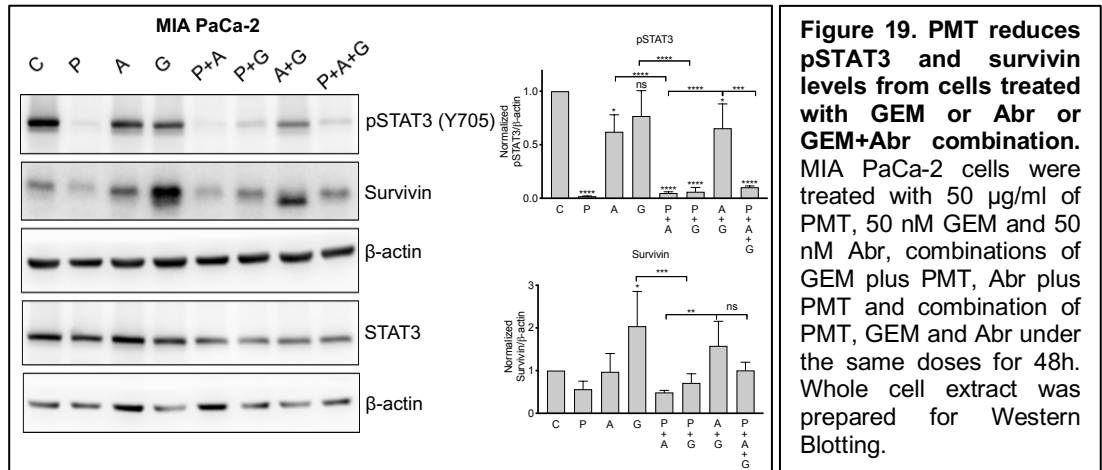 MIA PaCa-2
C P A G P+A P+G A+G P+A+G
pSTAT3 (Y705)
Survivin
β-actin
STAT3
β-actin
pSTAT3
Normalized
pSTAT3/β-actin
1.0
0.5
0.0
****
****
ns
****
***
*
*
****
****
****
****
C P A G P+A P+G A+G P+A+G
Survivin
Normalized
Survivin/β-actin
3
2
1
0
***
*
**
ns
C P A G P+A P+G A+G P+A+G
Figure 19. PMT reduces
pSTAT3 and survivin
levels from cells treated
with GEM or Abr or
GEM+Abr combination.
MIA PaCa-2 cells were
treated with 50 µg/ml of
PMT, 50 nM GEM and 50
nM Abr, combinations of
GEM plus PMT, Abr plus
PMT and combination of
PMT, GEM and Abr under
the same doses for 48h.
Whole cell extract was
prepared for Western
Blotting.